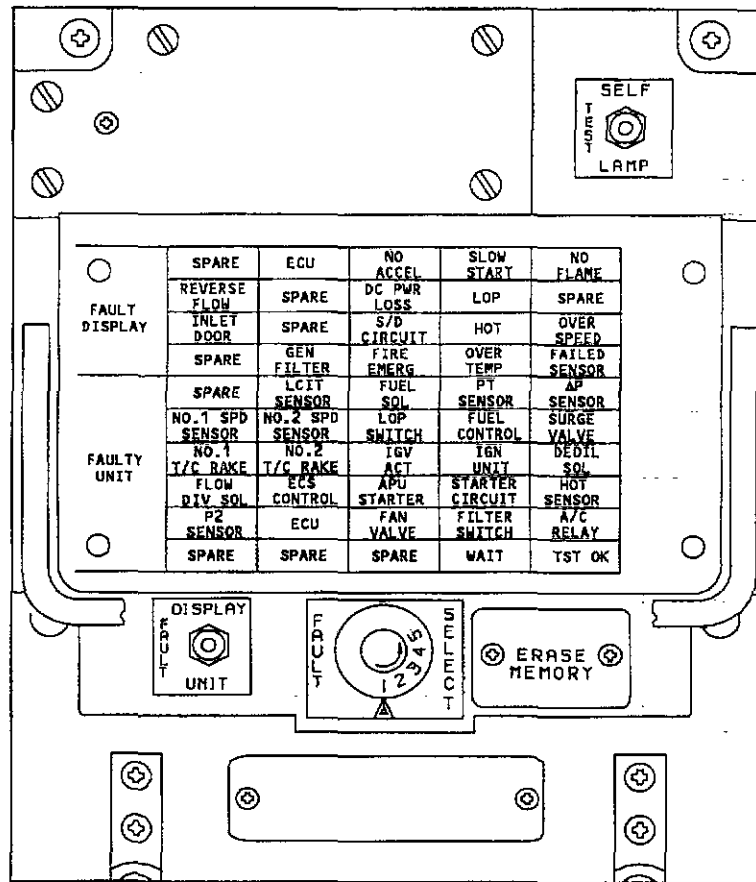 SELF
TEST
LAMP
FAULT DISPLAY
SPARE ECU NO ACCEL SLOW START NO FLAME
REVERSE FLOW SPARE DC PWR LOSS LOP SPARE
INLET DOOR SPARE S/D CIRCUIT HOT OVER SPEED
SPARE GEN FILTER FIRE EMERG OVER TEMP FAILED SENSOR
FAULTY UNIT
SPARE LCIT SENSOR FUEL SOL PT SENSOR ΔP SENSOR
NO.1 SPD SENSOR NO.2 SPD SENSOR LOP SWITCH FUEL CONTROL SURGE VALVE
NO.1 T/C RAKE NO.2 T/C RAKE IGV ACT IGN UNIT DEOIL SOL
FLOW DIV SOL ECS CONTROL APU STARTER STARTER CIRCUIT HOT SENSOR
P2 SENSOR ECU FAN VALVE FILTER SWITCH A/C RELAY
SPARE SPARE SPARE WAIT TST OK
DISPLAY
FAULT
UNIT
FAULT
1 2 3 4 5
SELECT
ERASE
MEMORY